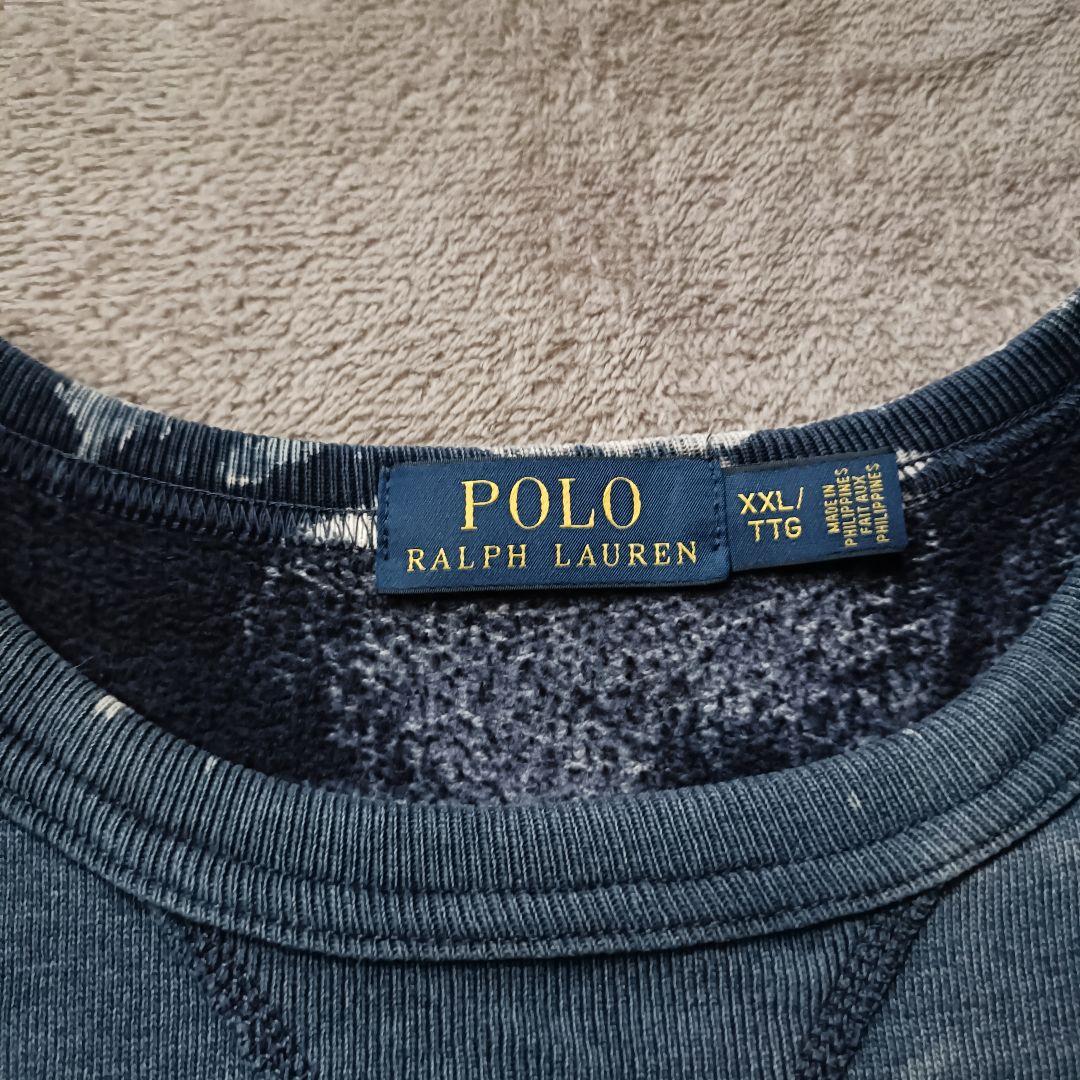 POLO
RALPH LAUREN
XXL/
TTG
MADE IN
PHILIPPINES
FAIT AUX
PHILIPPINES